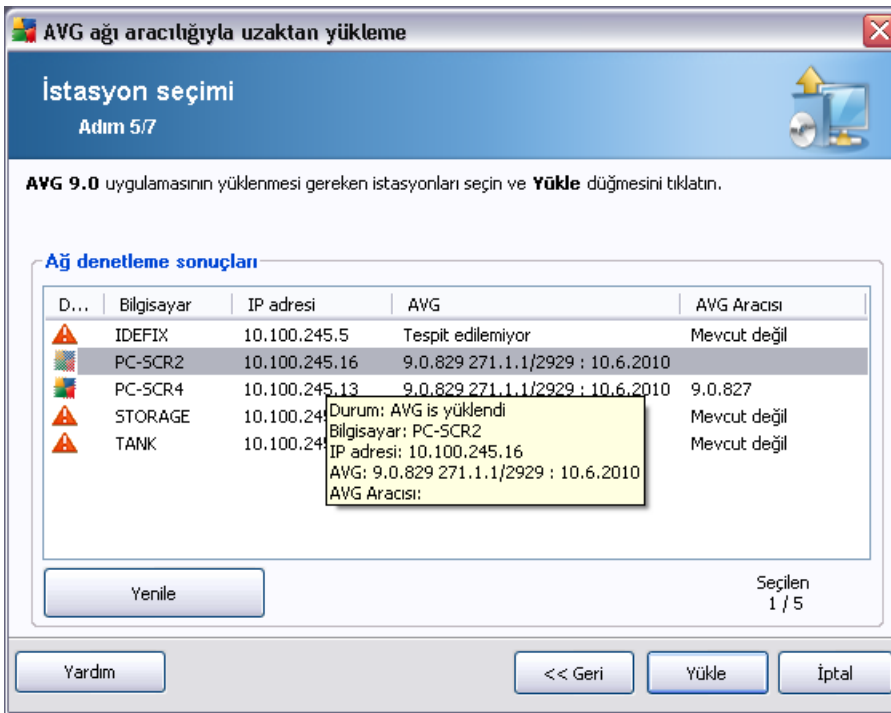 AVG ağı aracılığıyla uzaktan yükleme
İstasyon seçimi
Adım 5/7
AVG 9.0 uygulamasının yüklenmesi gereken istasyonları seçin ve Yükle düğmesini tıklatın.
Ağ denetleme sonuçları
D... Bilgisayar IP adresi AVG AVG Aracısı
IDEFIX 10.100.245.5 Tespit edilemiyor Mevcut değil
PC-SCR2 10.100.245.16 9.0.829 271.1.1/2929 : 10.6.2010
PC-SCR4 10.100.245.13 9.0.829 271.1.1/2929 : 10.6.2010 9.0.827
STORAGE 10.100.24 Mevcut değil
TANK 10.100.24 Mevcut değil
Durum: AVG is yüklendi
Bilgisayar: PC-SCR2
IP adresi: 10.100.245.16
AVG: 9.0.829 271.1.1/2929 : 10.6.2010
AVG Aracısı:
Yenile
Seçilen
1 / 5
Yardım
<< Geri
Yükle
İptal